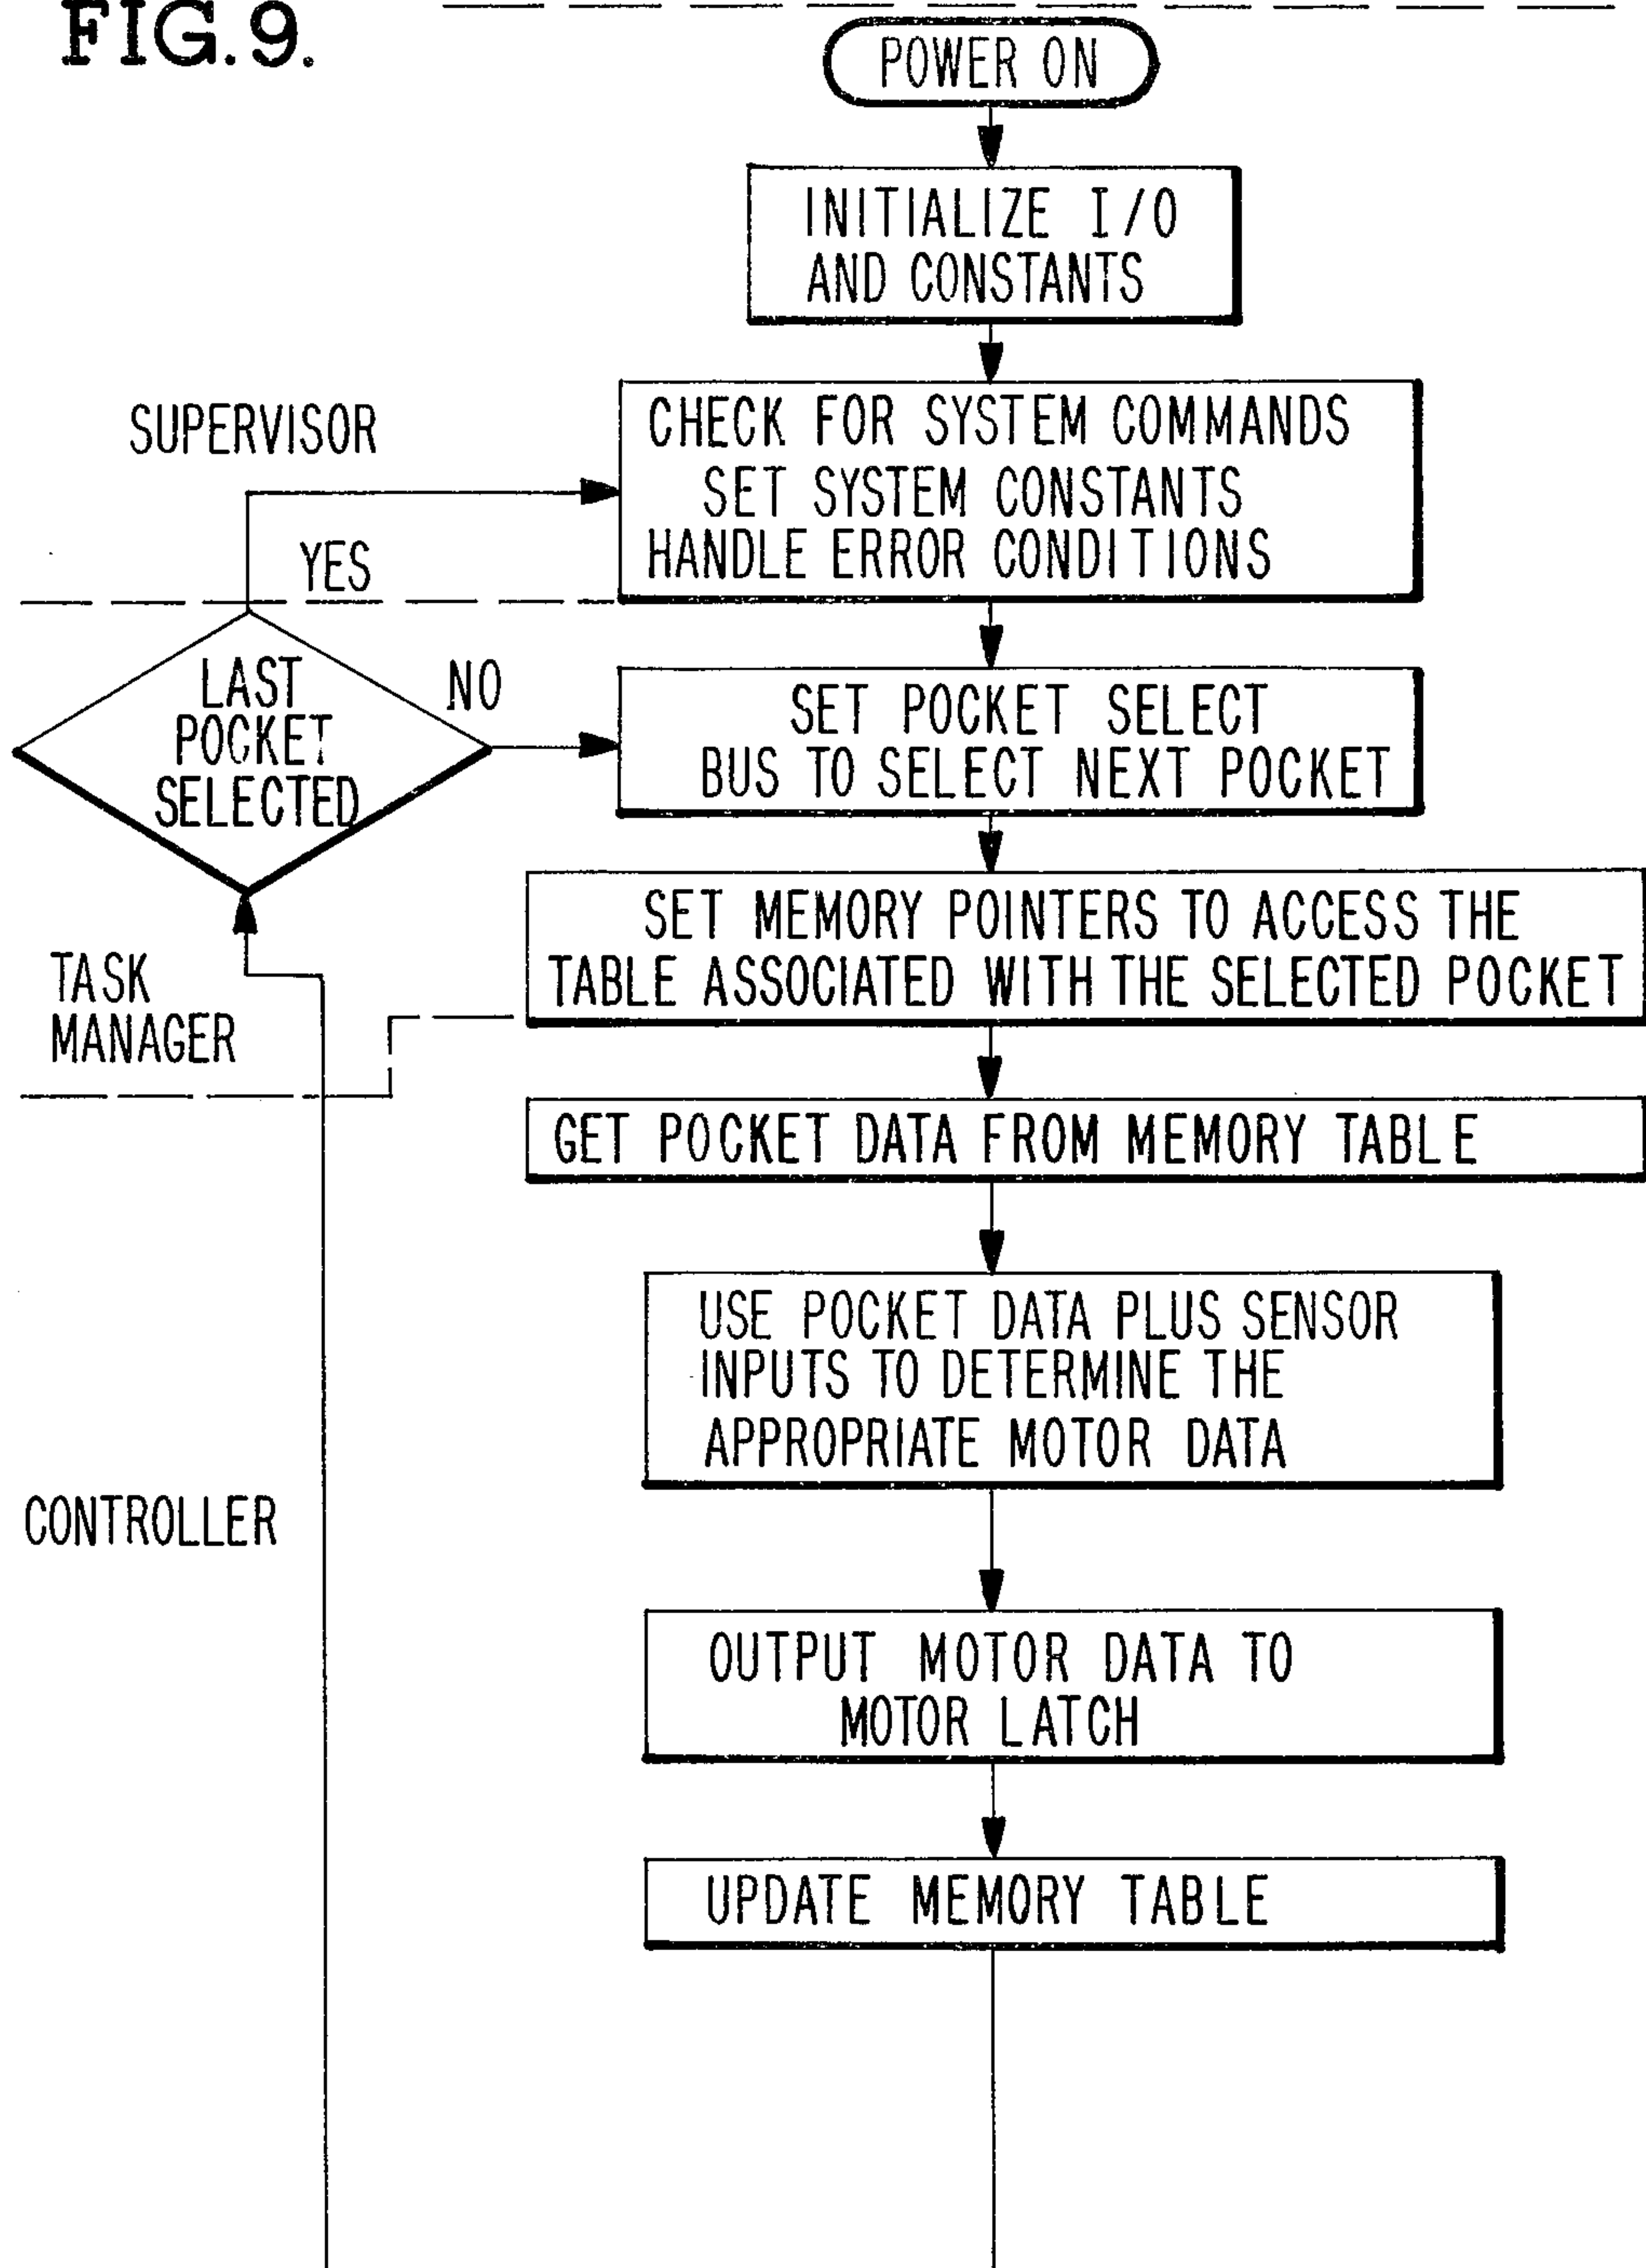 FIG. 9.
POWER ON
INITIALIZE I/O
AND CONSTANTS
SUPERVISOR
CHECK FOR SYSTEM COMMANDS
SET SYSTEM CONSTANTS
HANDLE ERROR CONDITIONS
YES
LAST
POCKET
SELECTED
NO
SET POCKET SELECT
BUS TO SELECT NEXT POCKET
SET MEMORY POINTERS TO ACCESS THE
TABLE ASSOCIATED WITH THE SELECTED POCKET
TASK
MANAGER
GET POCKET DATA FROM MEMORY TABLE
USE POCKET DATA PLUS SENSOR
INPUTS TO DETERMINE THE
APPROPRIATE MOTOR DATA
CONTROLLER
OUTPUT MOTOR DATA TO
MOTOR LATCH
UPDATE MEMORY TABLE